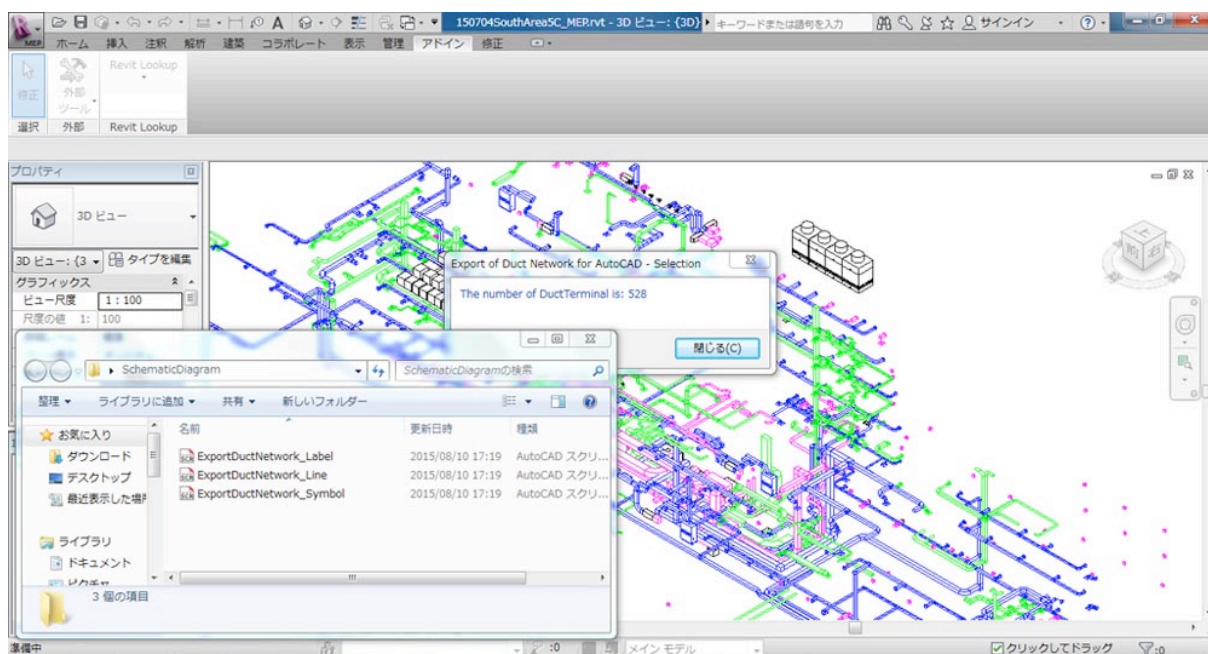 150704SouthArea5C_MEP.rvt - 3D ビュー: {3D}
キーワードまたは語句を入力
サインイン
MEP
ホーム 挿入 注釈 解析 建築 コラボレート 表示 管理 アドイン 修正
Revit Lookup
修正
外部
ツール
選択 外部 Revit Lookup
プロパティ
3D ビュー
3D ビュー: {3
タイプを編集
グラフィックス
ビュー尺度 1 : 100
尺度の値 1: 100
Export of Duct Network for AutoCAD - Selection
The number of DuctTerminal is: 528
閉じる(C)
SchematicDiagram
SchematicDiagramの検索
整理 ライブラリに追加 共有 新しいフォルダー
お気に入り
ダウンロード
デスクトップ
最近表示した場所
ライブラリ
ドキュメント
ピクチャ
名前 更新日時 種類
ExportDuctNetwork_Label 2015/08/10 17:19 AutoCAD スクリ...
ExportDuctNetwork_Line 2015/08/10 17:19 AutoCAD スクリ...
ExportDuctNetwork_Symbol 2015/08/10 17:19 AutoCAD スクリ...
3 個の項目
準備中
:0
メイン モデル
クリックしてドラッグ
:0